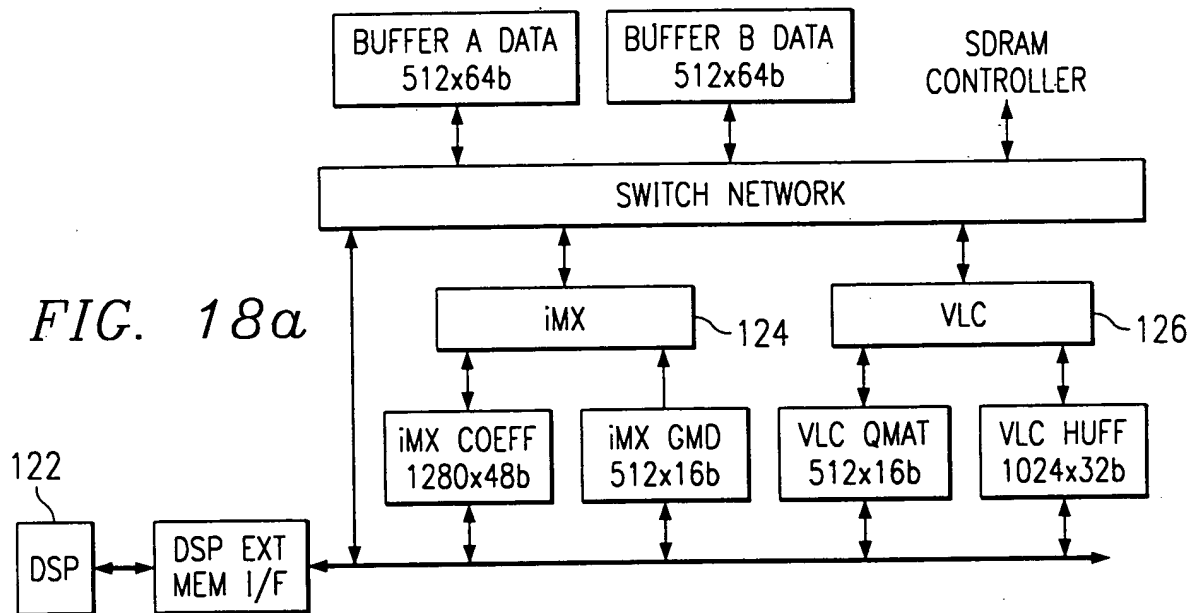 BUFFER A DATA
512x64b
BUFFER B DATA
512x64b
SDRAM
CONTROLLER
SWITCH NETWORK
FIG. 18a
iMX
124
VLC
126
iMX COEFF
1280x48b
iMX GMD
512x16b
VLC QMAT
512x16b
VLC HUFF
1024x32b
122
DSP
DSP EXT
MEM I/F